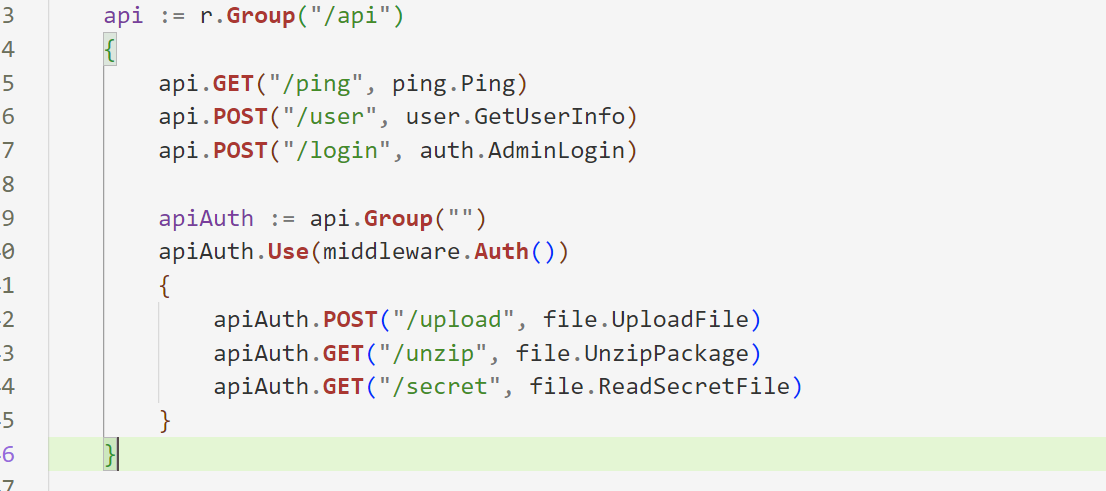 3 api := r.Group("/api")
4 {
5 api.GET("/ping", ping.Ping)
6 api.POST("/user", user.GetUserInfo)
7 api.POST("/login", auth.AdminLogin)
8
9 apiAuth := api.Group("")
0 apiAuth.Use(middleware.Auth())
1 {
2 apiAuth.POST("/upload", file.UploadFile)
3 apiAuth.GET("/unzip", file.UnzipPackage)
4 apiAuth.GET("/secret", file.ReadSecretFile)
5 }
6 }
7